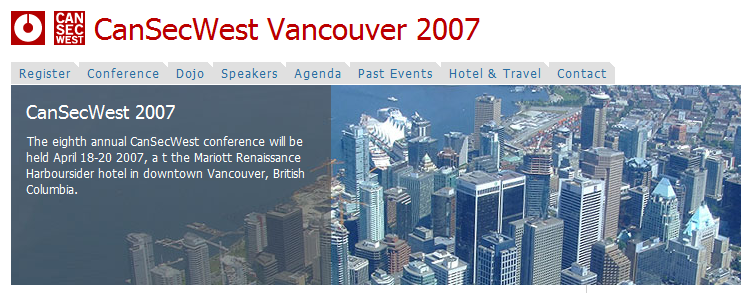 CAN
SEC
WEST
CanSecWest Vancouver 2007
Register Conference Dojo Speakers Agenda Past Events Hotel & Travel Contact
CanSecWest 2007
The eighth annual CanSecWest conference will be
held April 18-20 2007, a t the Mariott Renaissance
Harboursider hotel in downtown Vancouver, British
Columbia.